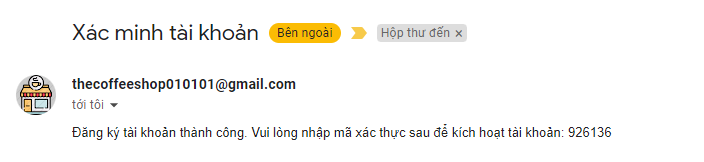 Xác minh tài khoản Bên ngoài Hộp thư đến ×
thecoffeeshop010101@gmail.com
tới tôi
Đăng ký tài khoản thành công. Vui lòng nhập mã xác thực sau để kích hoạt tài khoản: 926136